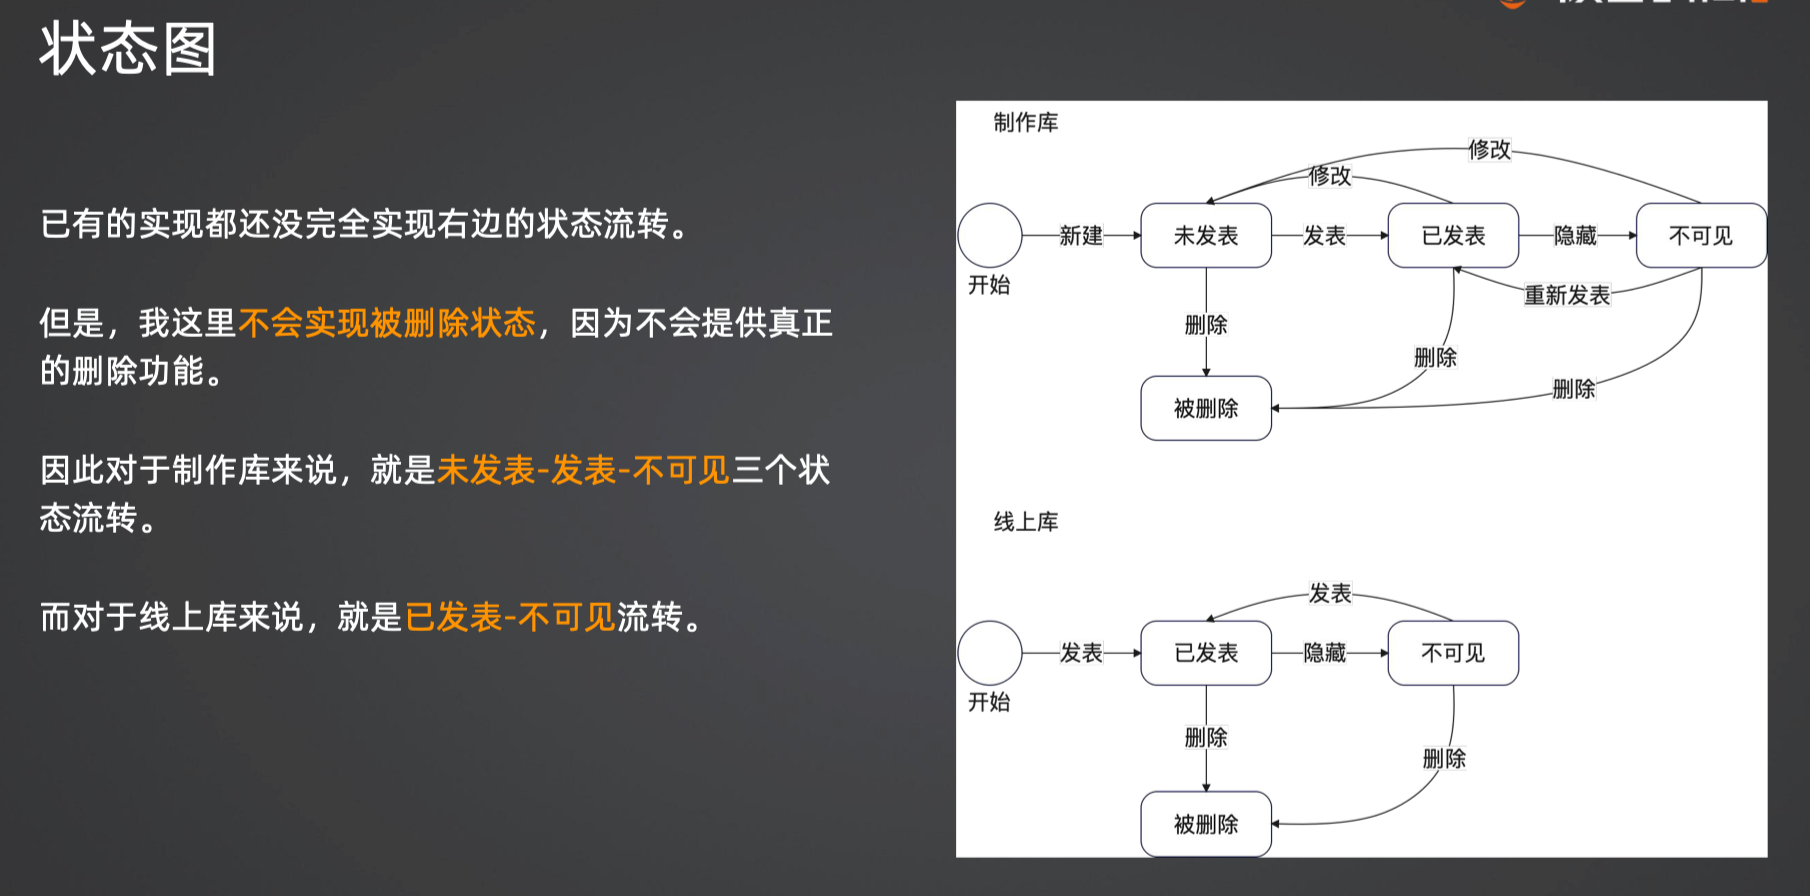 状态图
已有的实现都还没完全实现右边的状态流转。
但是，我这里不会实现被删除状态，因为不会提供真正
的删除功能。
因此对于制作库来说，就是未发表-发表-不可见三个状
态流转。
而对于线上库来说，就是已发表-不可见流转。
制作库
修改
修改
新建
未发表
发表
已发表
隐藏
不可见
开始
重新发表
删除
删除
删除
被删除
线上库
发表
发表
已发表
隐藏
不可见
开始
删除
删除
被删除